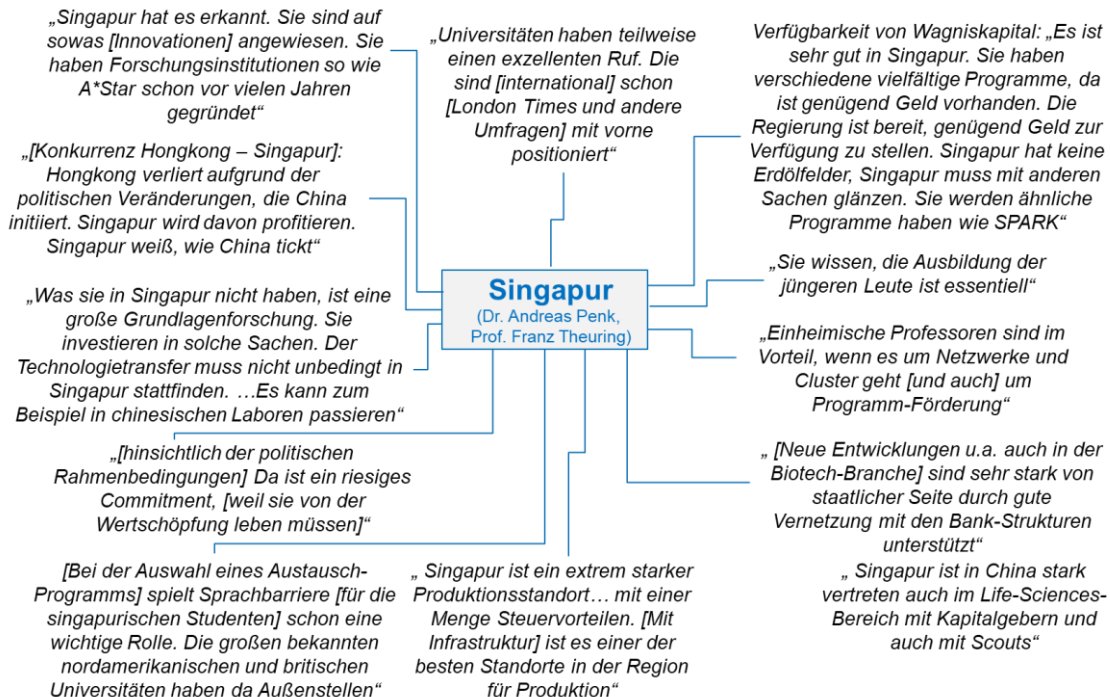 „Singapur hat es erkannt. Sie sind auf
sowas [Innovationen] angewiesen. Sie
haben Forschungsinstitutionen so wie
A*Star schon vor vielen Jahren
gegründet“
„Universitäten haben teilweise
einen exzellenten Ruf. Die
sind [international] schon
[London Times und andere
Umfragen] mit vorne
positioniert“
Verfügbarkeit von Wagniskapital: „Es ist
sehr gut in Singapur. Sie haben
verschiedene vielfältige Programme, da
ist genügend Geld vorhanden. Die
Regierung ist bereit, genügend Geld zur
Verfügung zu stellen. Singapur hat keine
Erdölfelder, Singapur muss mit anderen
Sachen glänzen. Sie werden ähnliche
Programme haben wie SPARK“
„[Konkurrenz Hongkong – Singapur]:
Hongkong verliert aufgrund der
politischen Veränderungen, die China
initiiert. Singapur wird davon profitieren.
Singapur weiß, wie China tickt“
Singapur
(Dr. Andreas Penk,
Prof. Franz Theuring)
„Sie wissen, die Ausbildung der
jüngeren Leute ist essentiell“
„Was sie in Singapur nicht haben, ist eine
große Grundlagenforschung. Sie
investieren in solche Sachen. Der
Technologietransfer muss nicht unbedingt in
Singapur stattfinden. …Es kann zum
Beispiel in chinesischen Laboren passieren“
„Einheimische Professoren sind im
Vorteil, wenn es um Netzwerke und
Cluster geht [und auch] um
Programm-Förderung“
„[hinsichtlich der politischen
Rahmenbedingungen] Da ist ein riesiges
Commitment, [weil sie von der
Wertschöpfung leben müssen]“
„ [Neue Entwicklungen u.a. auch in der
Biotech-Branche] sind sehr stark von
staatlicher Seite durch gute
Vernetzung mit den Bank-Strukturen
unterstützt“
[Bei der Auswahl eines Austausch-
Programms] spielt Sprachbarriere [für die
singapurischen Studenten] schon eine
wichtige Rolle. Die großen bekannten
nordamerikanischen und britischen
Universitäten haben da Außenstellen“
„ Singapur ist ein extrem starker
Produktionsstandort… mit einer
Menge Steuervorteilen. [Mit
Infrastruktur] ist es einer der
besten Standorte in der Region
für Produktion“
„ Singapur ist in China stark
vertreten auch im Life-Sciences-
Bereich mit Kapitalgebern und
auch mit Scouts“